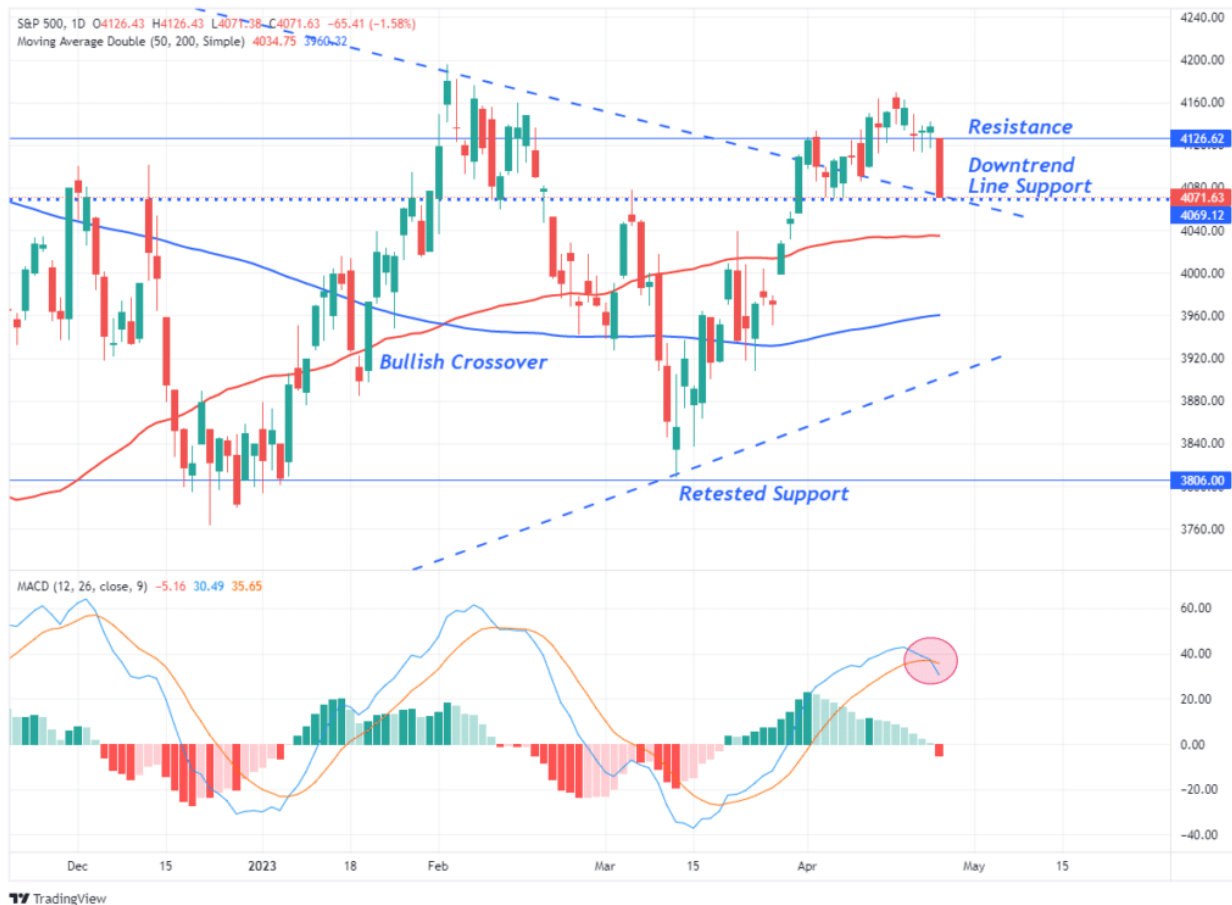 S&P 500, 1D O4126.43 H4126.43 L4071.38 C4071.63 −65.41 (−1.58%)
Moving Average Double (50, 200, Simple) 4034.75 3960.32
4240.00
4200.00
4160.00
Resistance
4126.62
4120.00
Downtrend
Line Support
4080.00
4071.63
4069.12
4040.00
4000.00
3960.00
Bullish Crossover
3920.00
3880.00
3840.00
Retested Support
3806.00
3760.00
MACD (12, 26, close, 9) −5.16 30.49 35.65
60.00
40.00
20.00
0.00
−20.00
−40.00
Dec 15 2023 18 Feb Mar 15 Apr May 15
TradingView